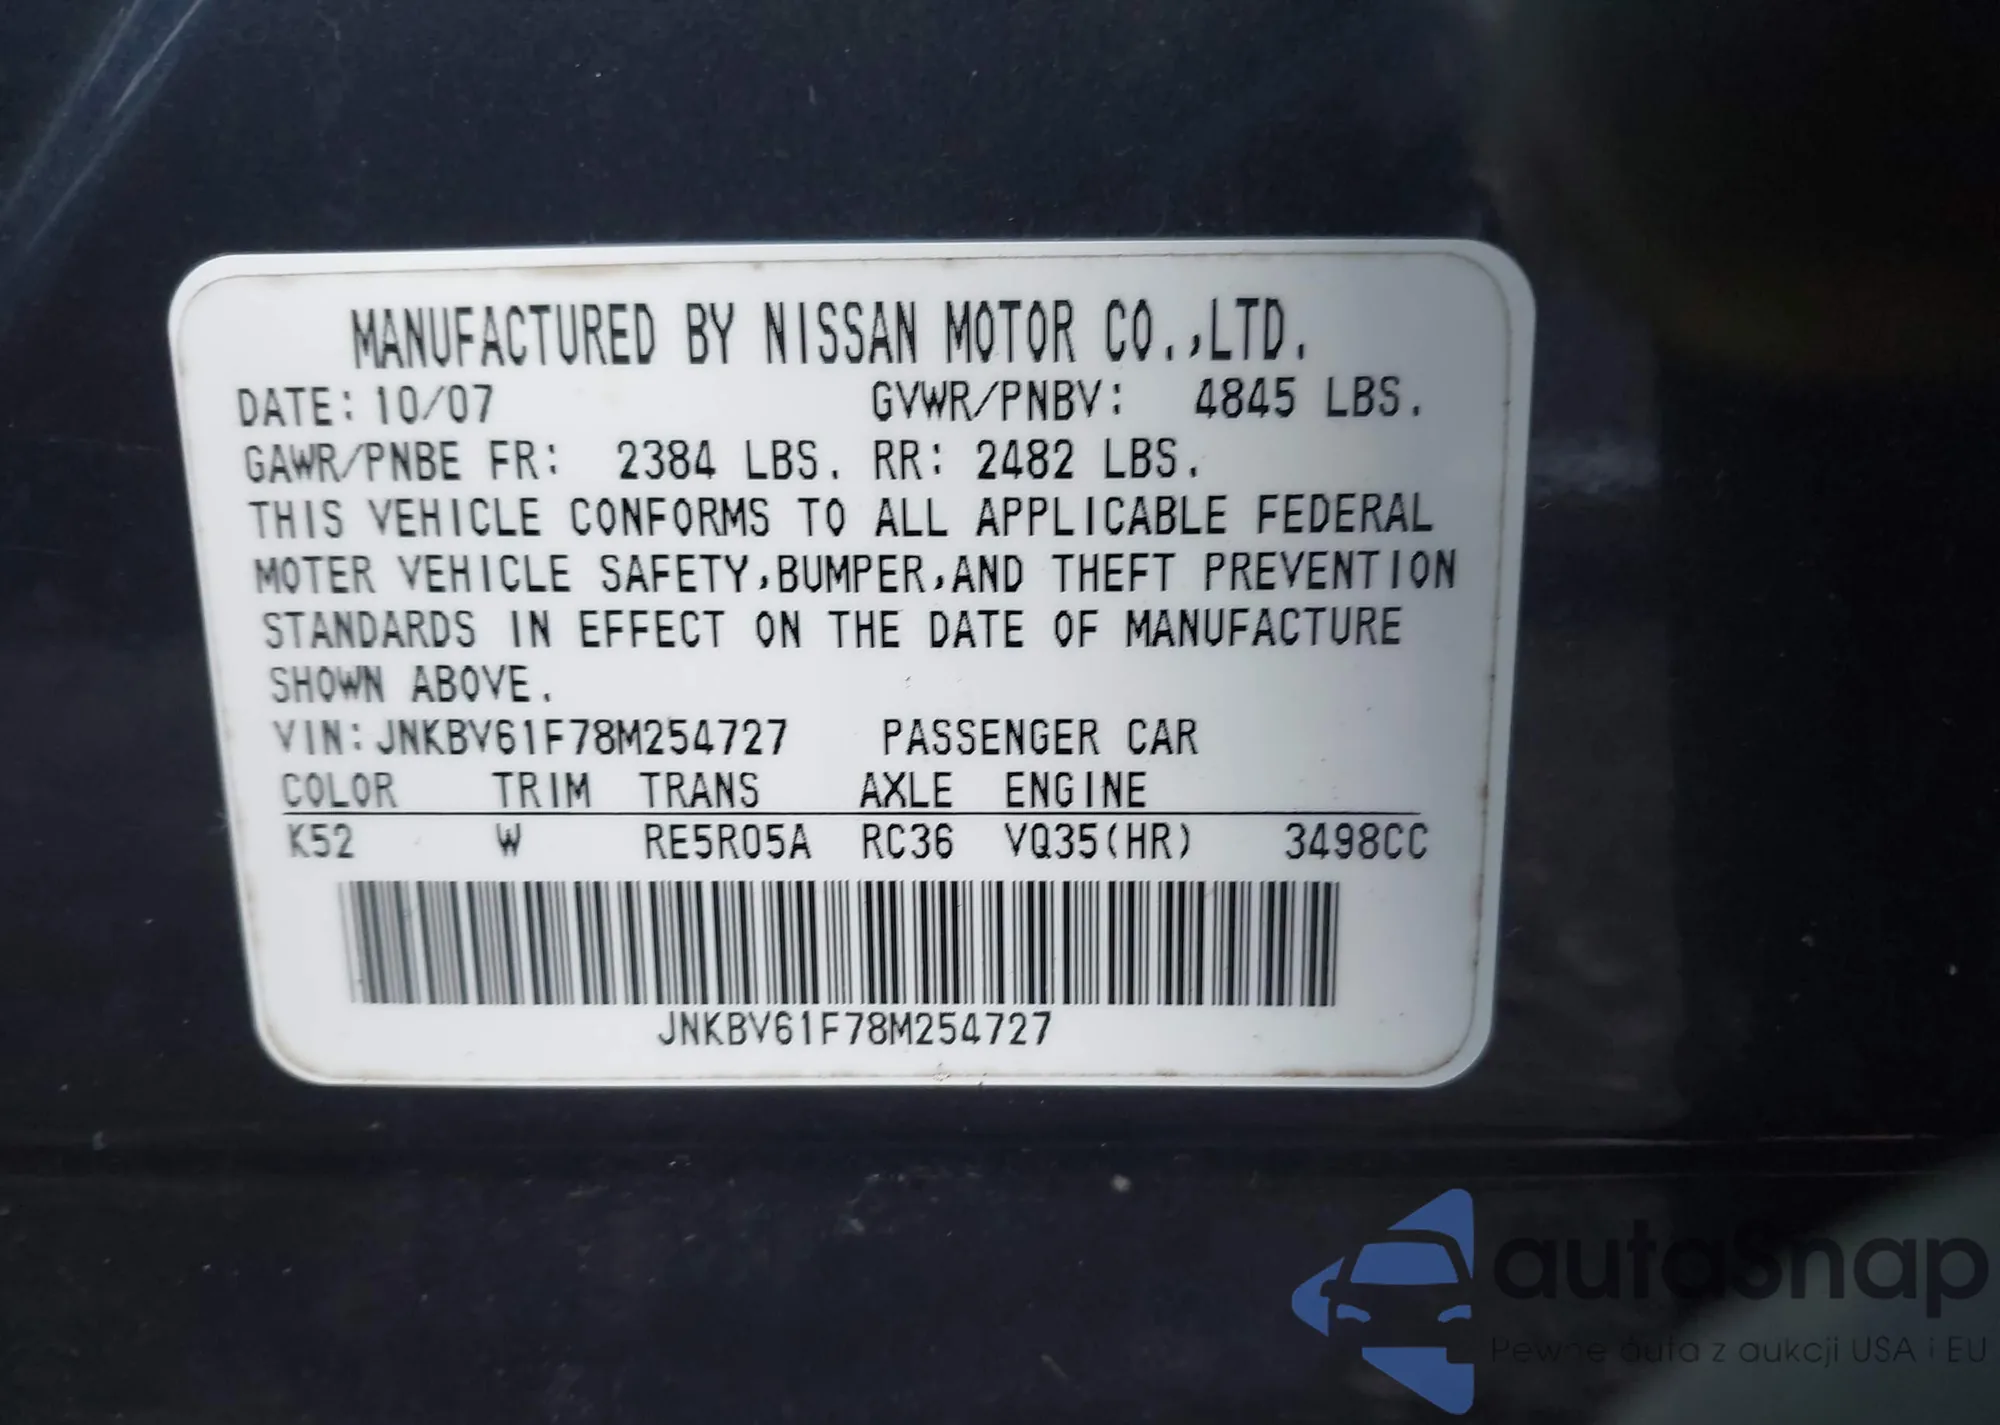 MANUFACTURED BY NISSAN MOTOR CO.,LTD.
DATE: 10/07 GVWR/PNBV: 4845 LBS.
GAWR/PNBE FR: 2384 LBS. RR: 2482 LBS.
THIS VEHICLE CONFORMS TO ALL APPLICABLE FEDERAL
MOTER VEHICLE SAFETY,BUMPER,AND THEFT PREVENTION
STANDARDS IN EFFECT ON THE DATE OF MANUFACTURE
SHOWN ABOVE.
VIN:JNKBV61F78M254727 PASSENGER CAR
COLOR TRIM TRANS AXLE ENGINE
K52 W RE5R05A RC36 VQ35(HR) 3498CC
JNKBV61F78M254727
autaSnap
Pewne auta z aukcji USA i EU